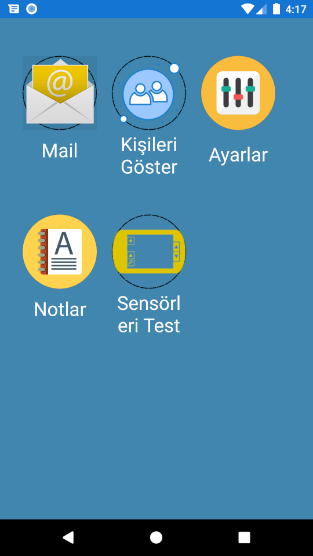 4:17
@
Mail
Kişileri
Göster
Ayarlar
A
Notlar
Sensörl
eri Test